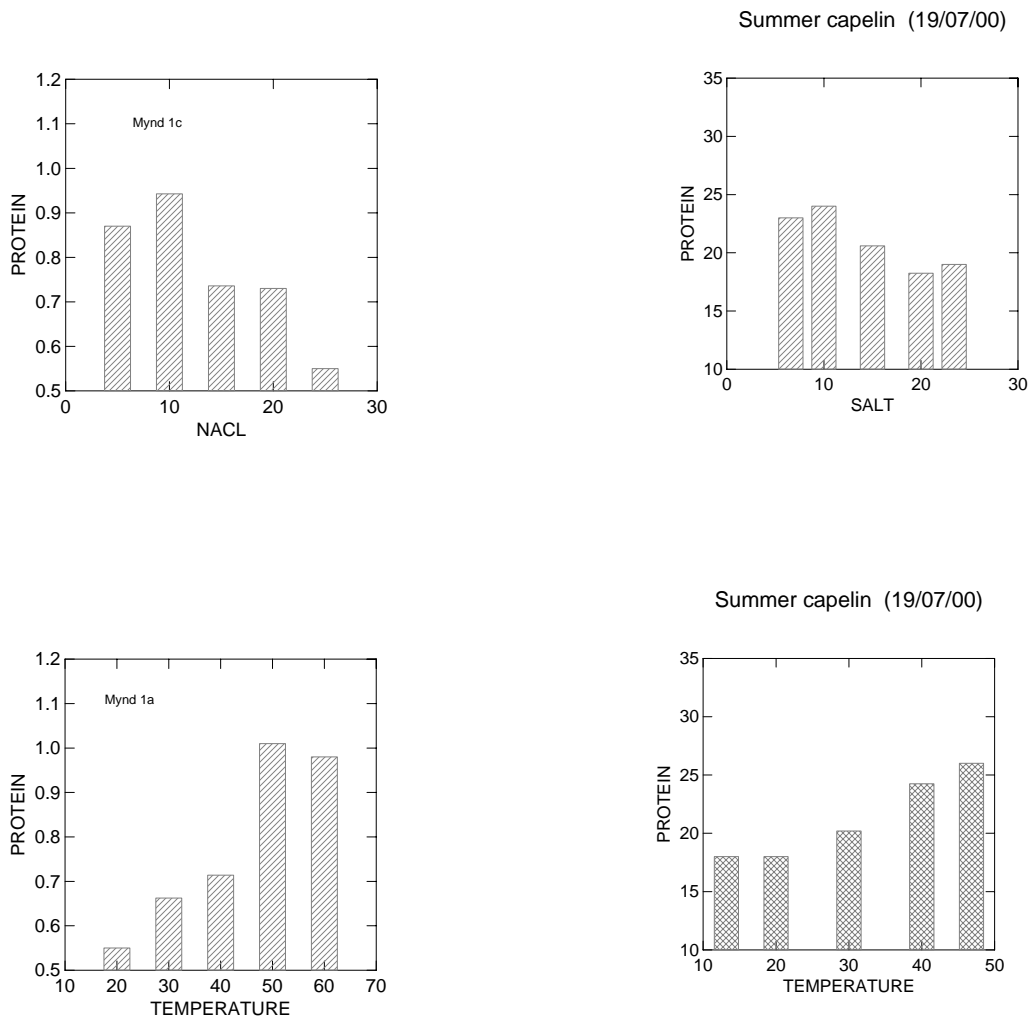 Summer capelin (19/07/00)
1.2
1.1
1.0
0.9
0.8
0.7
0.6
0.5
PROTEIN
Mynd 1c
0 10 20 30
NACL
35
30
25
20
15
10
PROTEIN
0 10 20 30
SALT
Summer capelin (19/07/00)
1.2
1.1
1.0
0.9
0.8
0.7
0.6
0.5
PROTEIN
Mynd 1a
10 20 30 40 50 60 70
TEMPERATURE
35
30
25
20
15
10
PROTEIN
10 20 30 40 50
TEMPERATURE